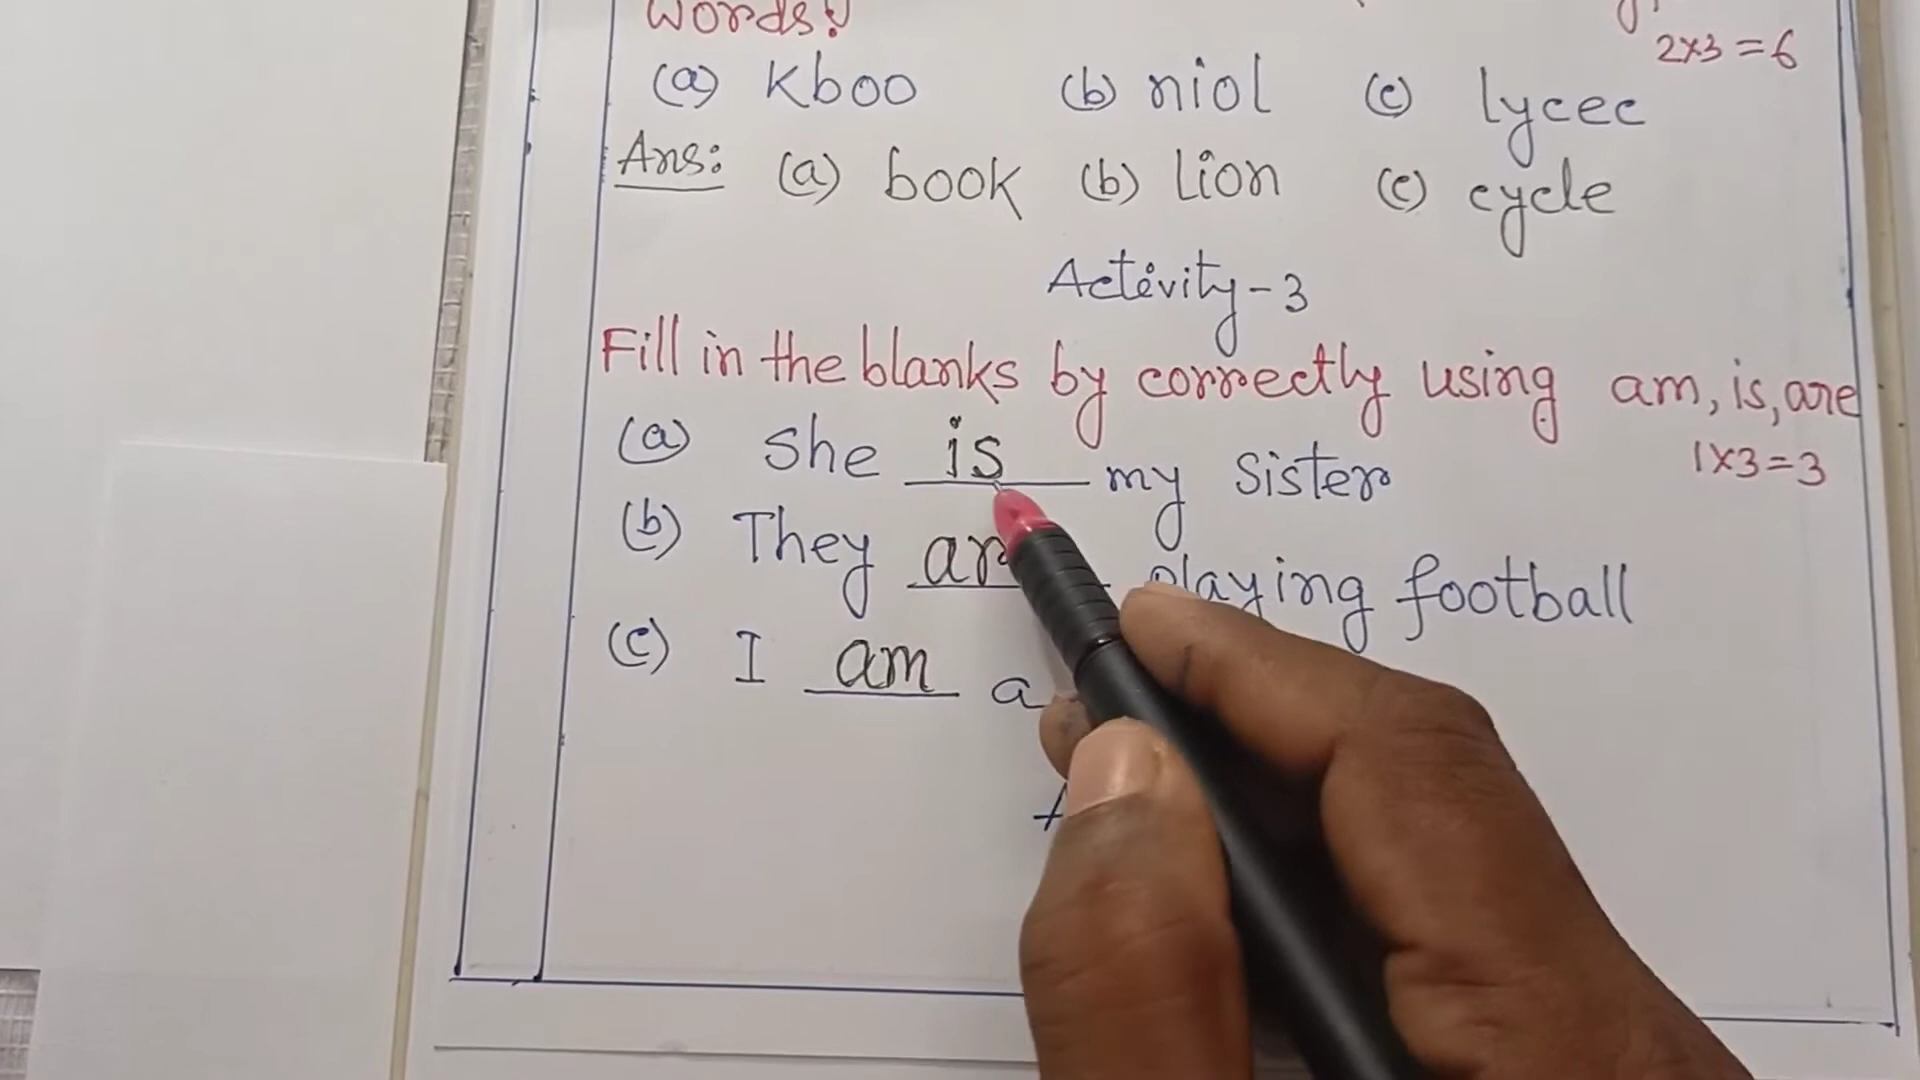 Words!
2x3=6
(a) Kboo (b) niol (c) lycec
Ans: (a) book (b) Lion (c) cycle
Activity-3
Fill in the blanks by correctly using am, is, are
1x3=3
(a) She is my sister
(b) They playing football
(c) I am a